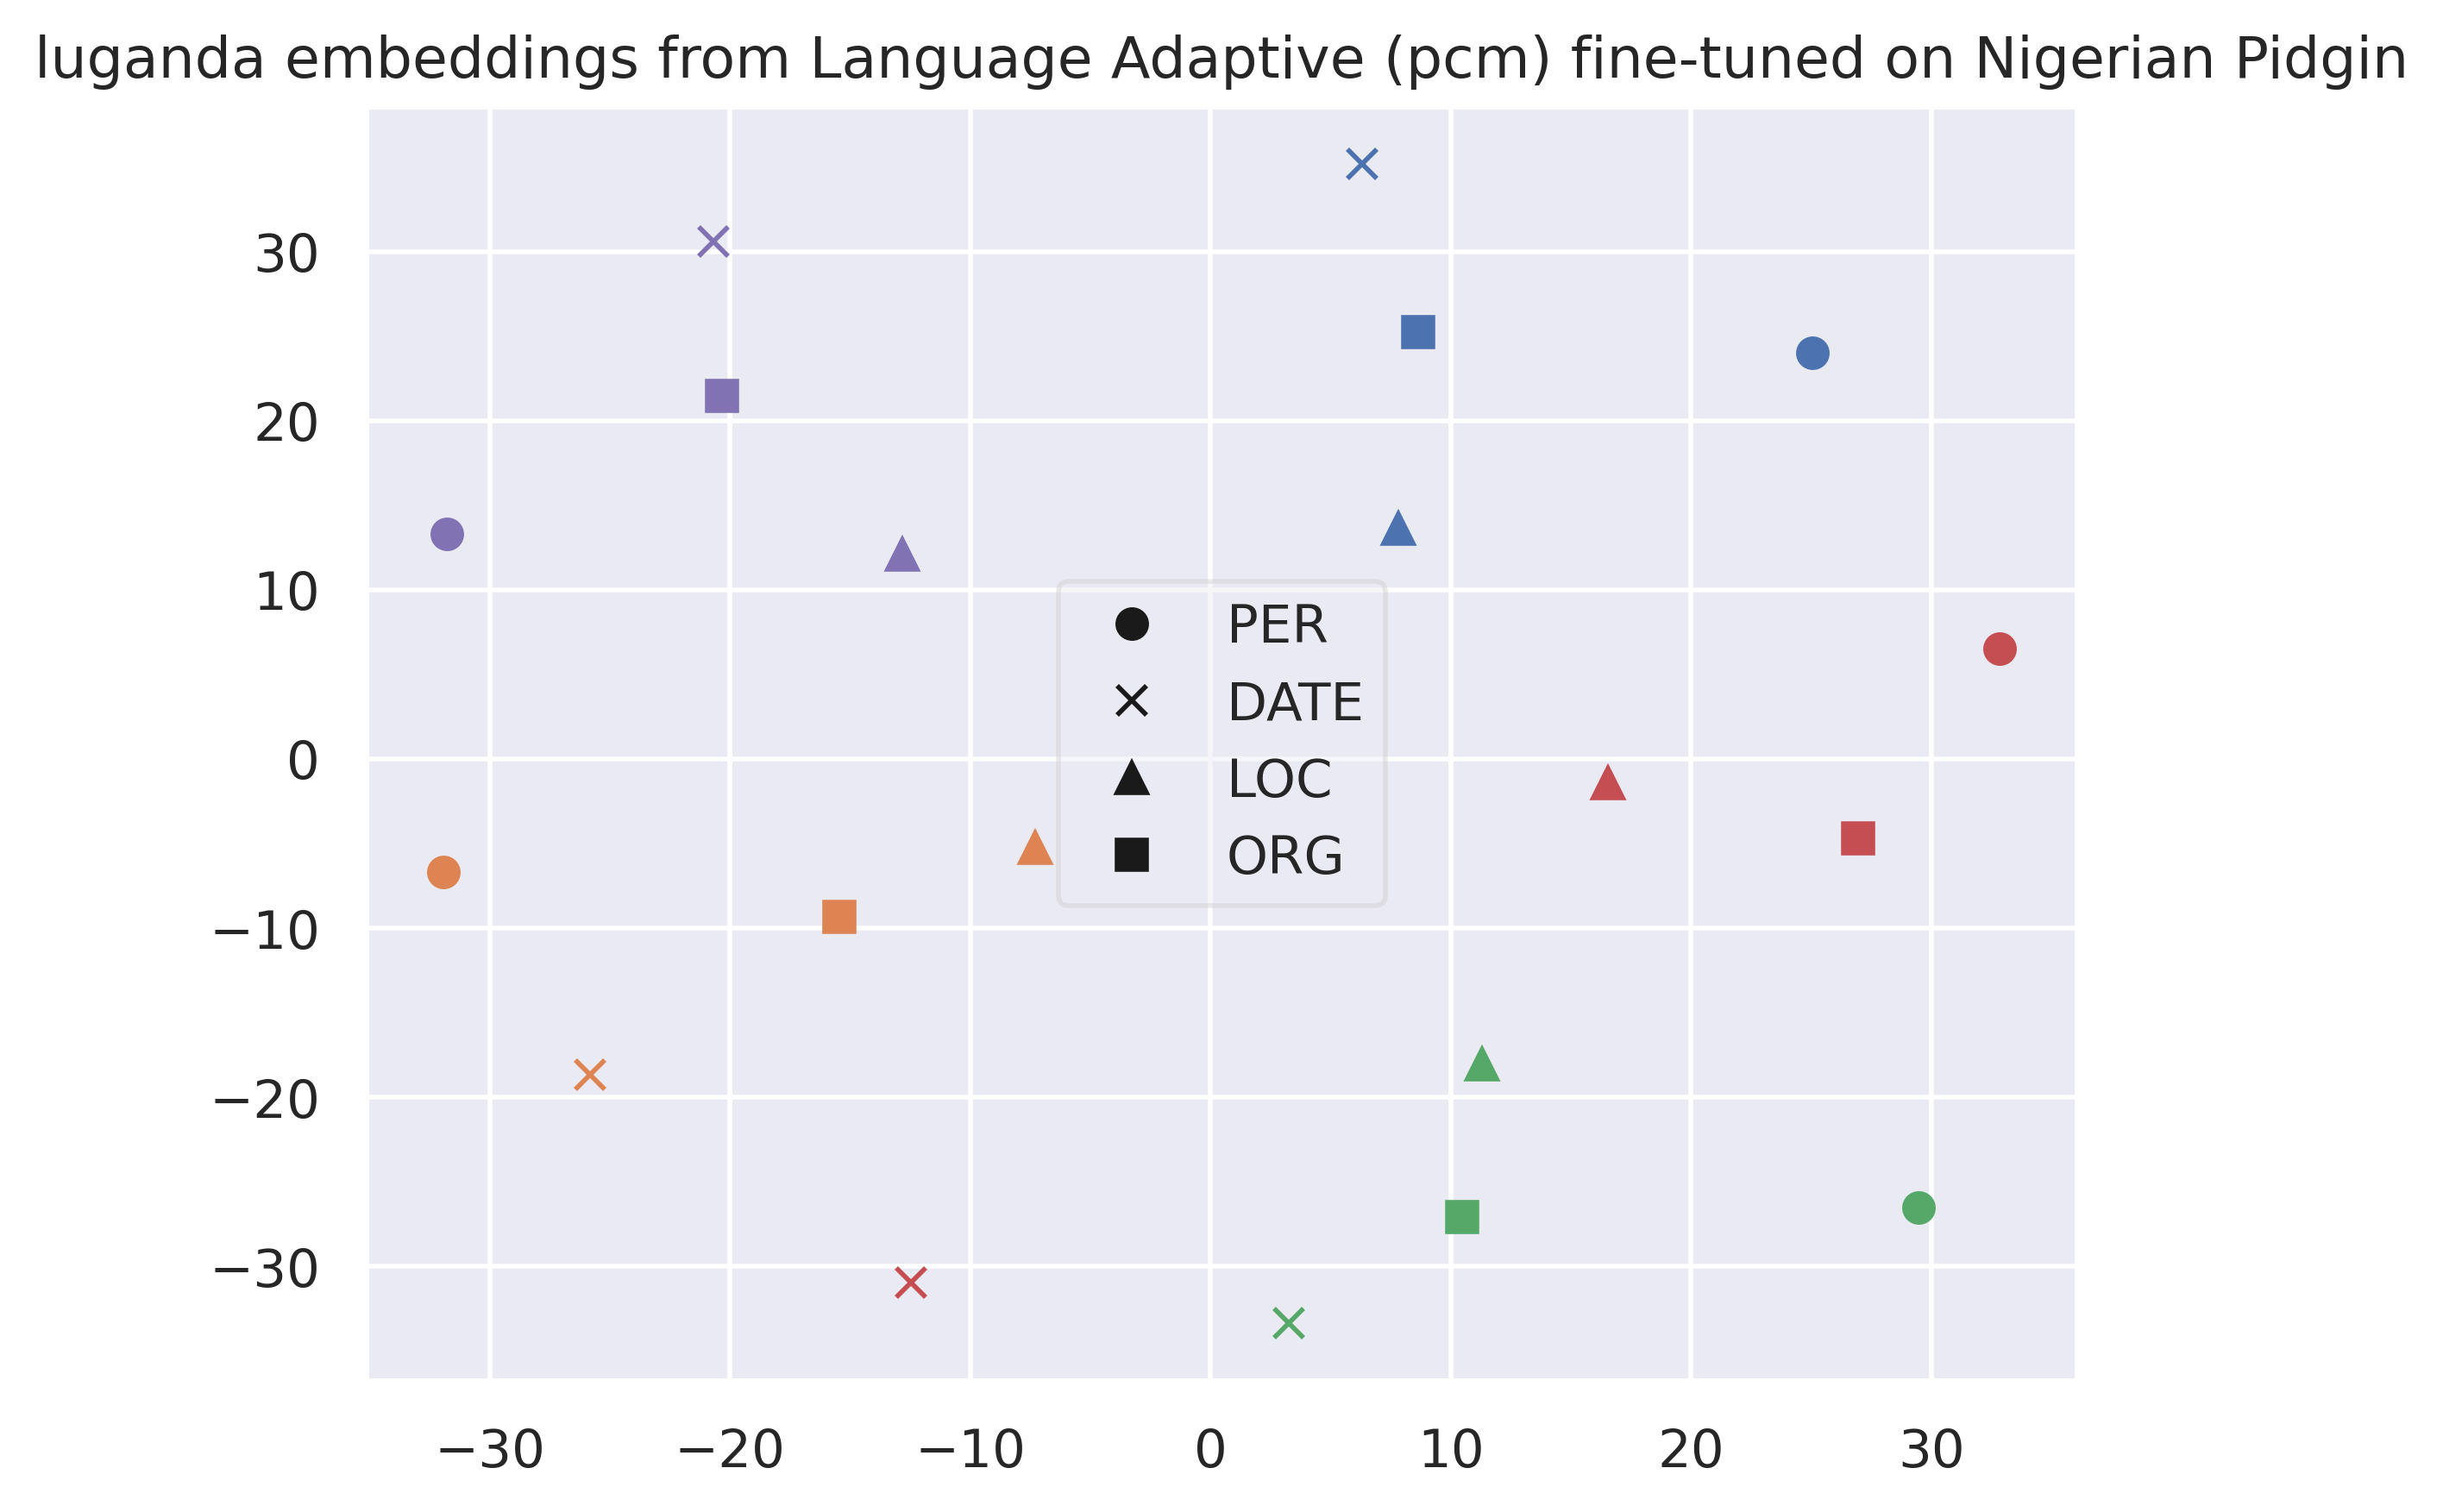 luganda embeddings from Language Adaptive (pcm) fine-tuned on Nigerian Pidgin
30
20
10
0
−10
−20
−30
PER
DATE
LOC
ORG
−30 −20 −10 0 10 20 30